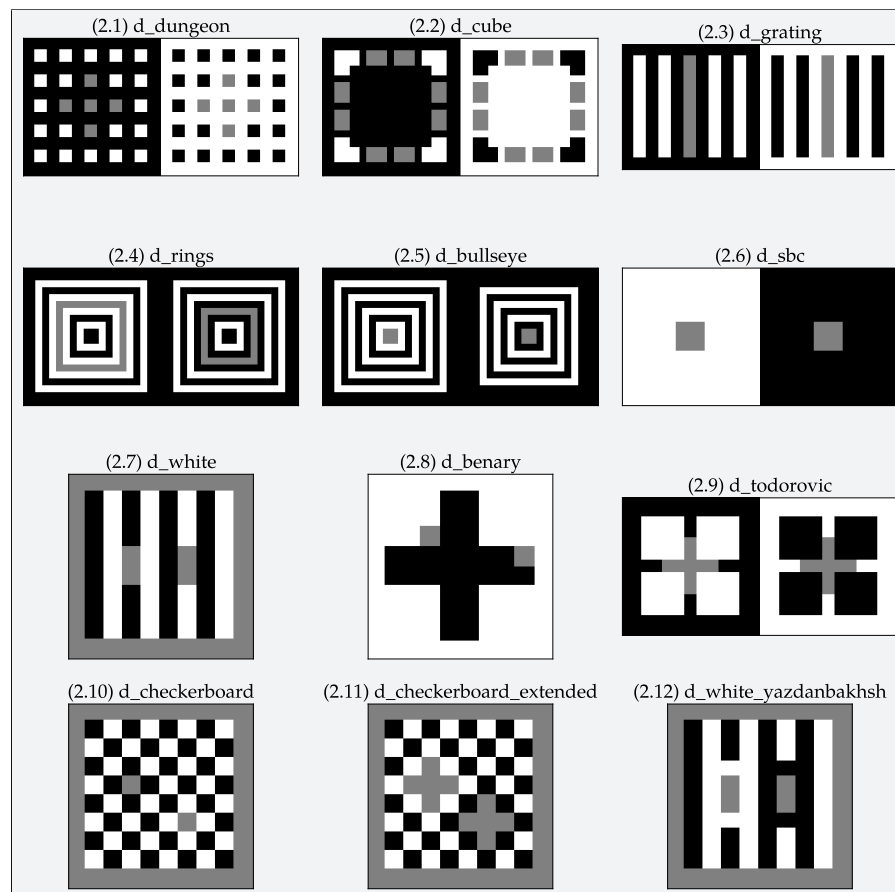 (2.1) d_dungeon
(2.2) d_cube
(2.3) d_grating
(2.4) d_rings
(2.5) d_bullseye
(2.6) d_sbc
(2.7) d_white
(2.8) d_benary
(2.9) d_todorovic
(2.10) d_checkerboard
(2.11) d_checkerboard_extended
(2.12) d_white_yazdanbakhsh